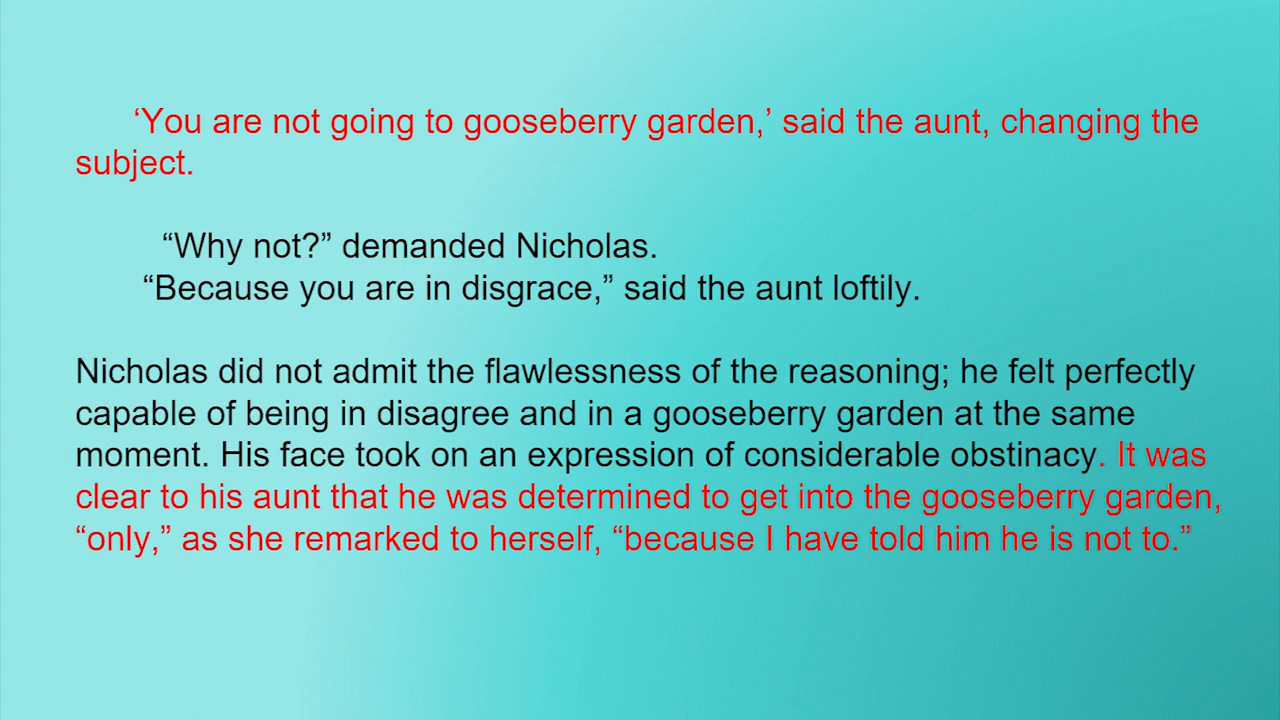 ‘You are not going to gooseberry garden,’ said the aunt, changing the
subject.
“Why not?” demanded Nicholas.
“Because you are in disgrace,” said the aunt loftily.
Nicholas did not admit the flawlessness of the reasoning; he felt perfectly
capable of being in disagree and in a gooseberry garden at the same
moment. His face took on an expression of considerable obstinacy. It was
clear to his aunt that he was determined to get into the gooseberry garden,
“only,” as she remarked to herself, “because I have told him he is not to.”